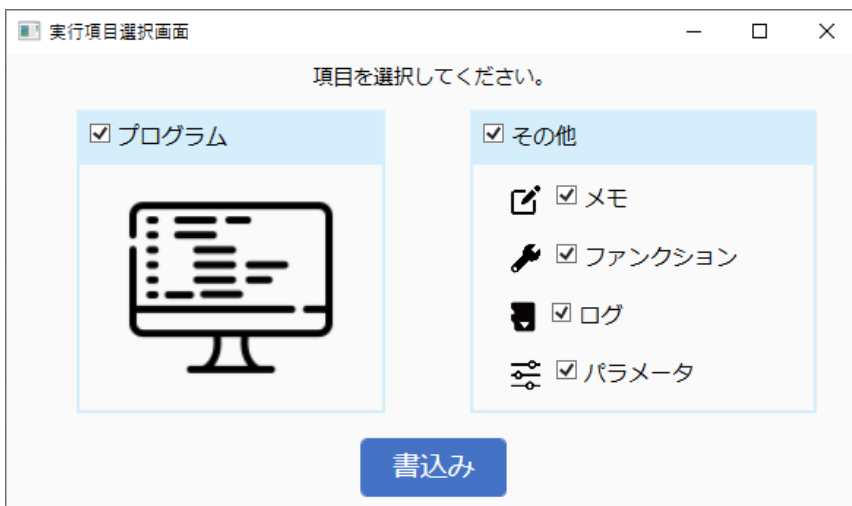 実行項目選択画面
項目を選択してください。
プログラム
その他
メモ
ファンクション
ログ
パラメータ
書込み